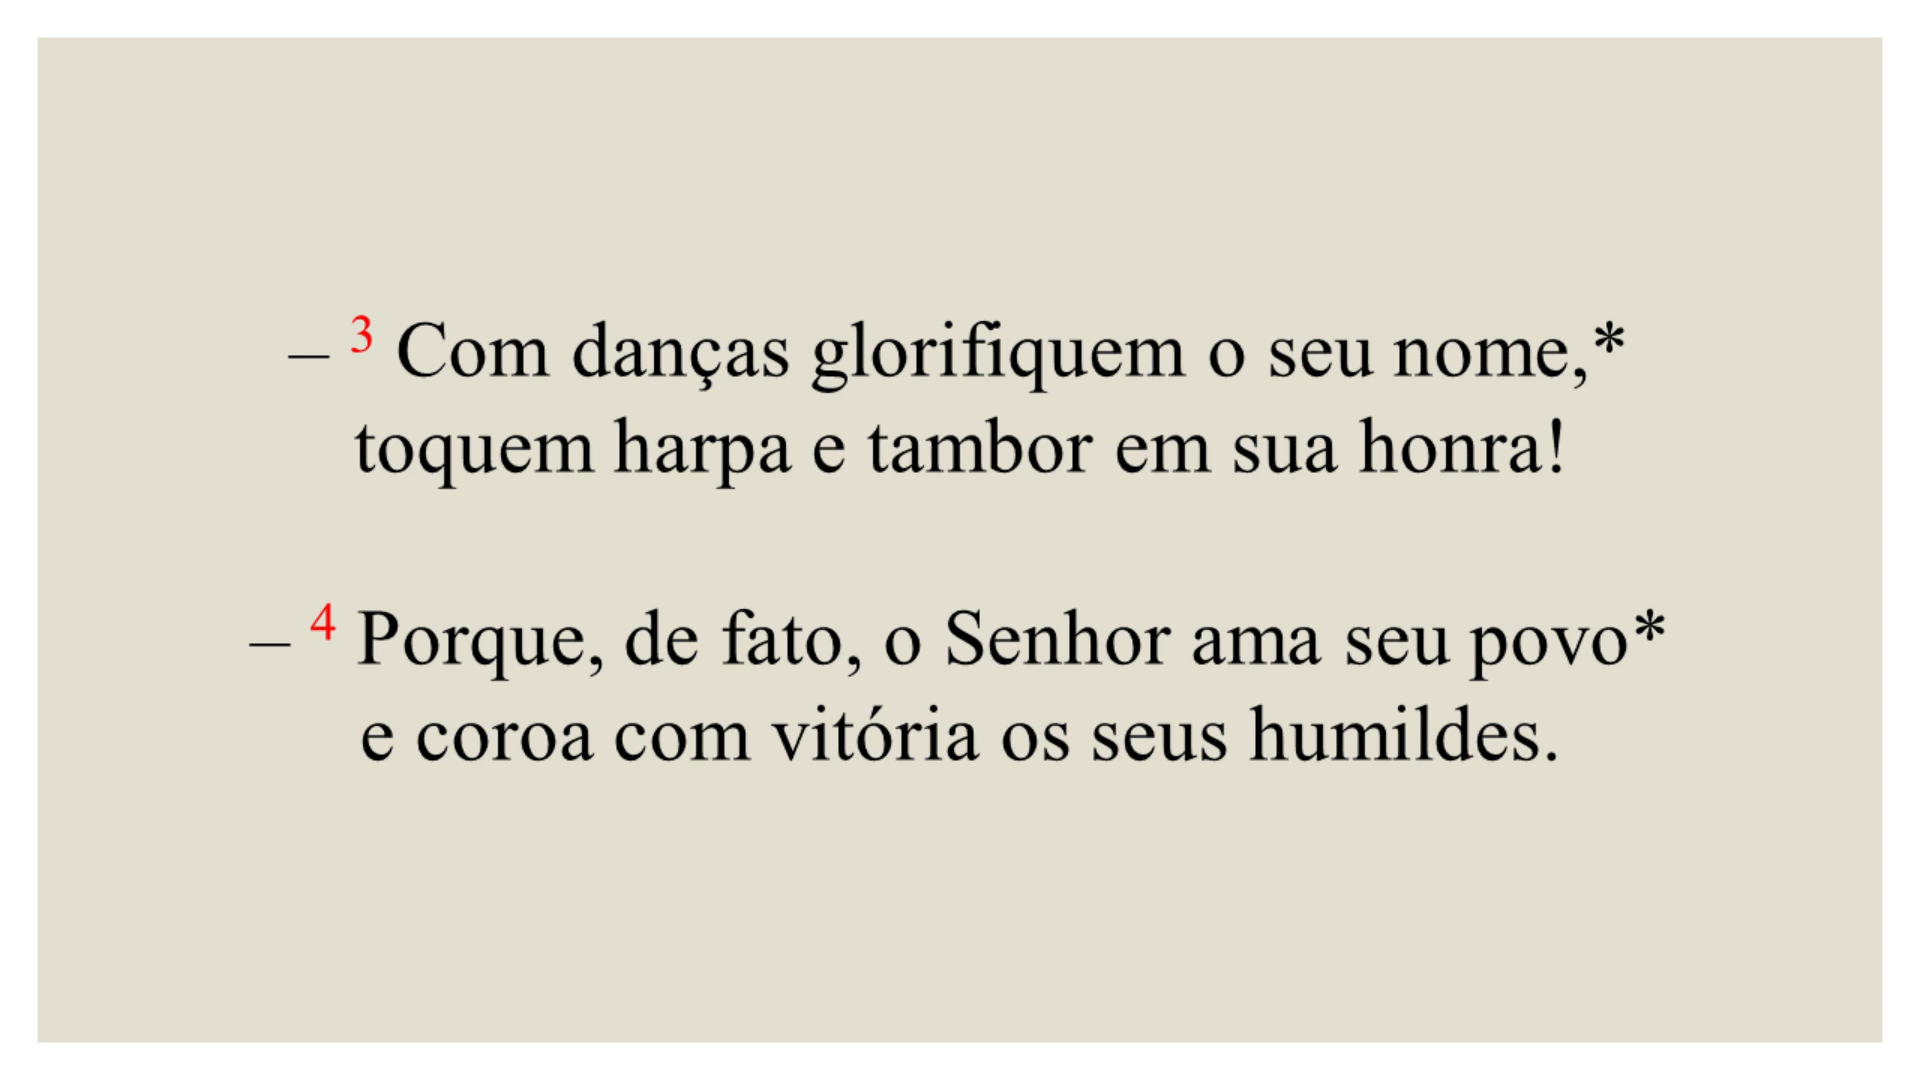 – 3 Com danças glorifiquem o seu nome,*
toquem harpa e tambor em sua honra!
– 4 Porque, de fato, o Senhor ama seu povo*
e coroa com vitória os seus humildes.